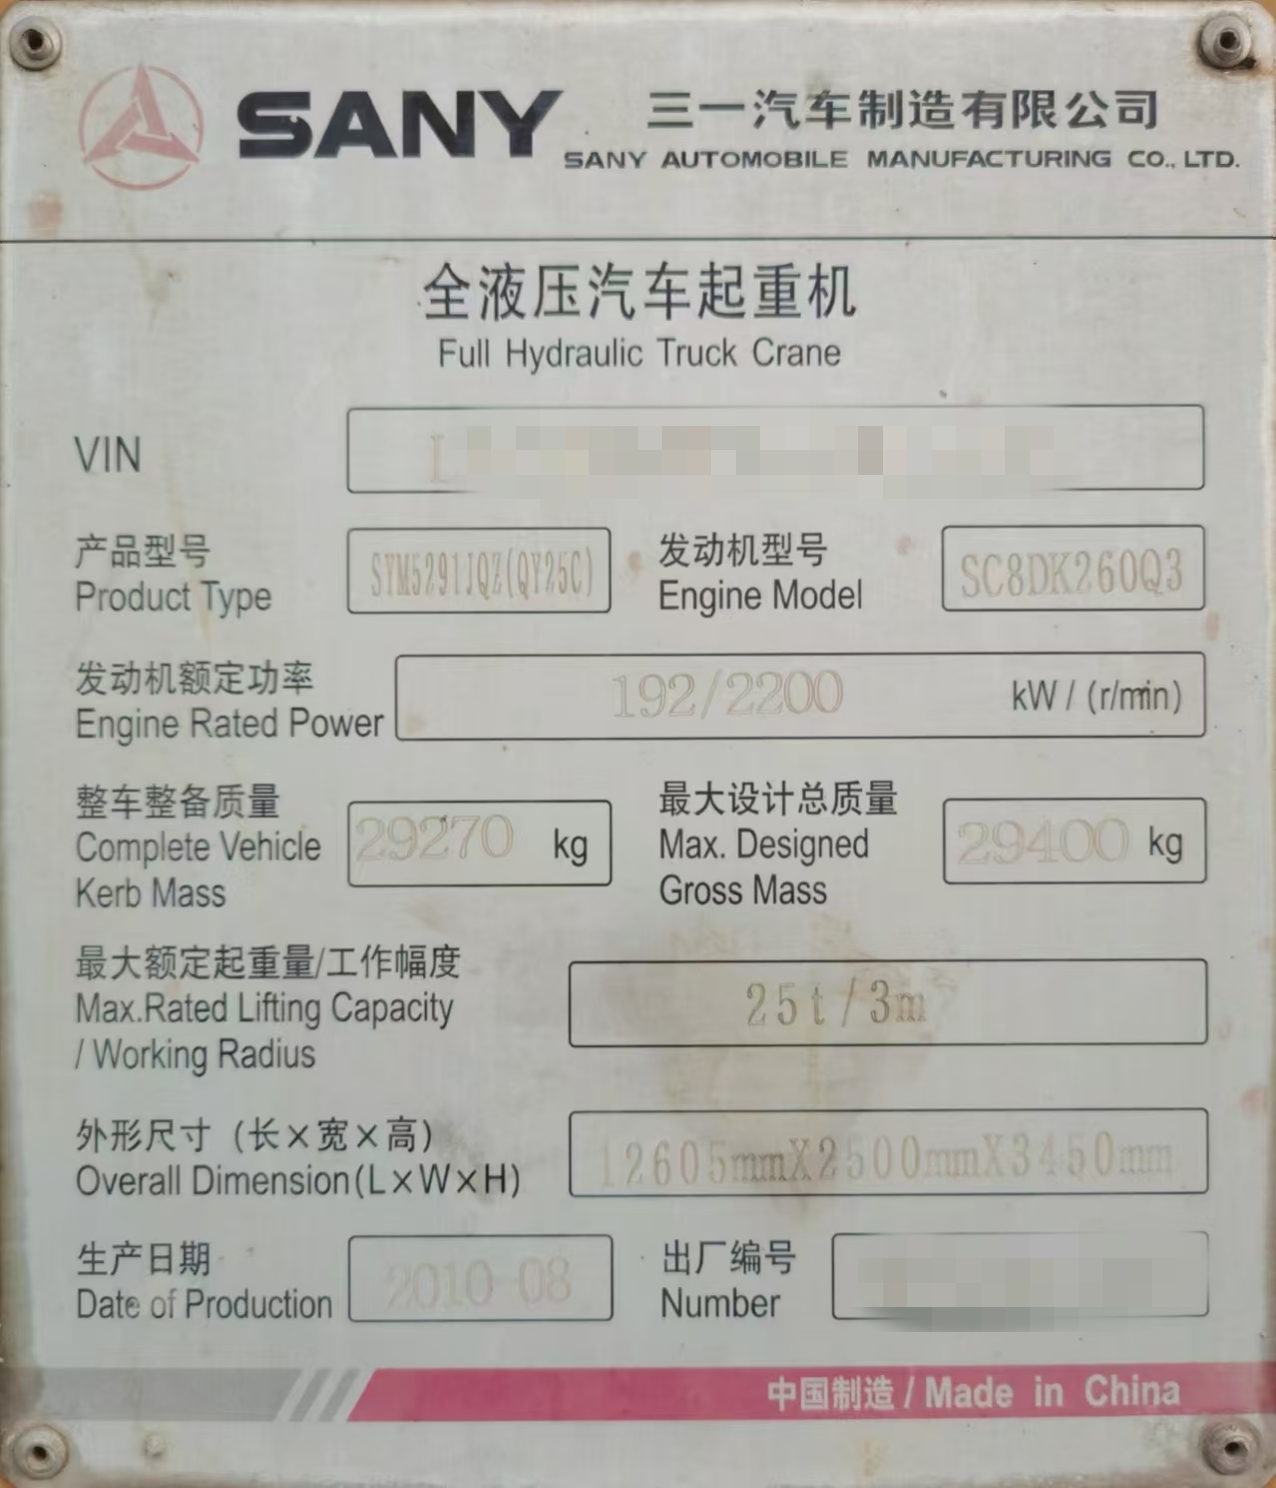 SANY 三一汽车制造有限公司
SANY AUTOMOBILE MANUFACTURING CO., LTD.
全液压汽车起重机
Full Hydraulic Truck Crane
VIN L
产品型号 SYM5291JQZ(QY25C) 发动机型号 SC8DK260Q3
Product Type Engine Model
发动机额定功率 192/2200 kW / (r/min)
Engine Rated Power
整车整备质量 29270 kg 最大设计总质量 29400 kg
Complete Vehicle Max. Designed
Kerb Mass Gross Mass
最大额定起重量/工作幅度
Max.Rated Lifting Capacity 25t/3m
/ Working Radius
外形尺寸 (长×宽×高) 12605mmX2500mmX3450mm
Overall Dimension(L×W×H)
生产日期 2010-08 出厂编号
Date of Production Number
中国制造 / Made in China